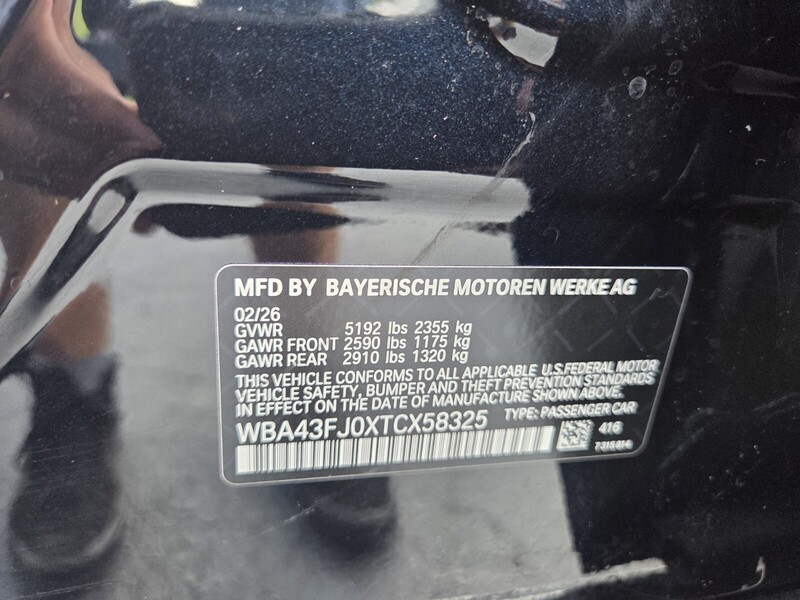 MFD BY BAYERISCHE MOTOREN WERKE AG
02/26
GVWR 5192 lbs 2355 kg
GAWR FRONT 2590 lbs 1175 kg
GAWR REAR 2910 lbs 1320 kg
THIS VEHICLE CONFORMS TO ALL APPLICABLE U.S.FEDERAL MOTOR
VEHICLE SAFETY, BUMPER AND THEFT PREVENTION STANDARDS
IN EFFECT ON THE DATE OF MANUFACTURE SHOWN ABOVE.
WBA43FJ0XTCX58325 TYPE: PASSENGER CAR
416
7315814